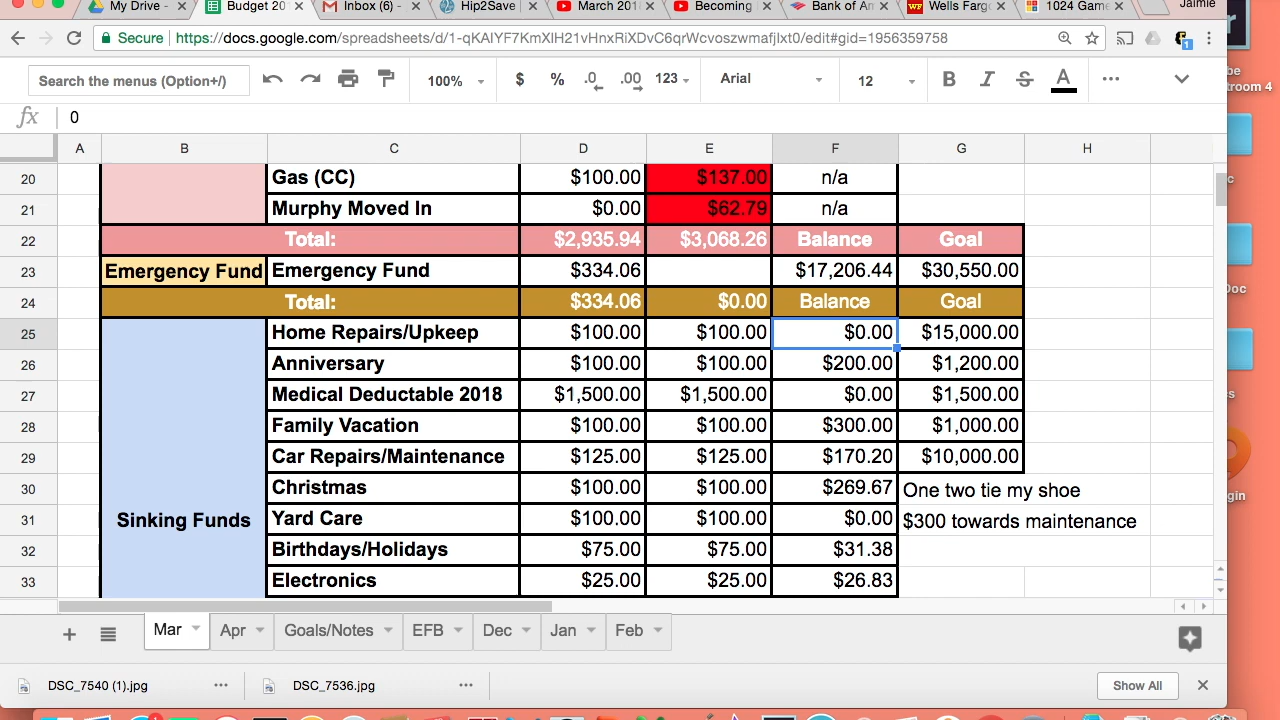 My Drive - Budget 20 Inbox (6) - Hip2Save March 201 Becoming Bank of Am Wells Farg 1024 Game Jaimie
Secure https://docs.google.com/spreadsheets/d/1-qKAIYF7XmXIH21vHnxRiXDvC6qrWcvoszwmafjlxt0/edit#gid=1956359758
Search the menus (Option+/) 100% $ % .0 .00 123 Arial 12 B I S A
fx 0
A B C D E F G H
20 Gas (CC) $100.00 $137.00 n/a
21 Murphy Moved In $0.00 $62.79 n/a
22 Total: $2,935.94 $3,068.26 Balance Goal
23 Emergency Fund Emergency Fund $334.06 $17,206.44 $30,550.00
24 Total: $334.06 $0.00 Balance Goal
25 Home Repairs/Upkeep $100.00 $100.00 $0.00 $15,000.00
26 Anniversary $100.00 $100.00 $200.00 $1,200.00
27 Medical Deductable 2018 $1,500.00 $1,500.00 $0.00 $1,500.00
28 Family Vacation $100.00 $100.00 $300.00 $1,000.00
29 Car Repairs/Maintenance $125.00 $125.00 $170.20 $10,000.00
30 Christmas $100.00 $100.00 $269.67 One two tie my shoe
31 Sinking Funds Yard Care $100.00 $100.00 $0.00 $300 towards maintenance
32 Birthdays/Holidays $75.00 $75.00 $31.38
33 Electronics $25.00 $25.00 $26.83
+ Mar Apr Goals/Notes EFB Dec Jan Feb
DSC_7540 (1).jpg DSC_7536.jpg Show All